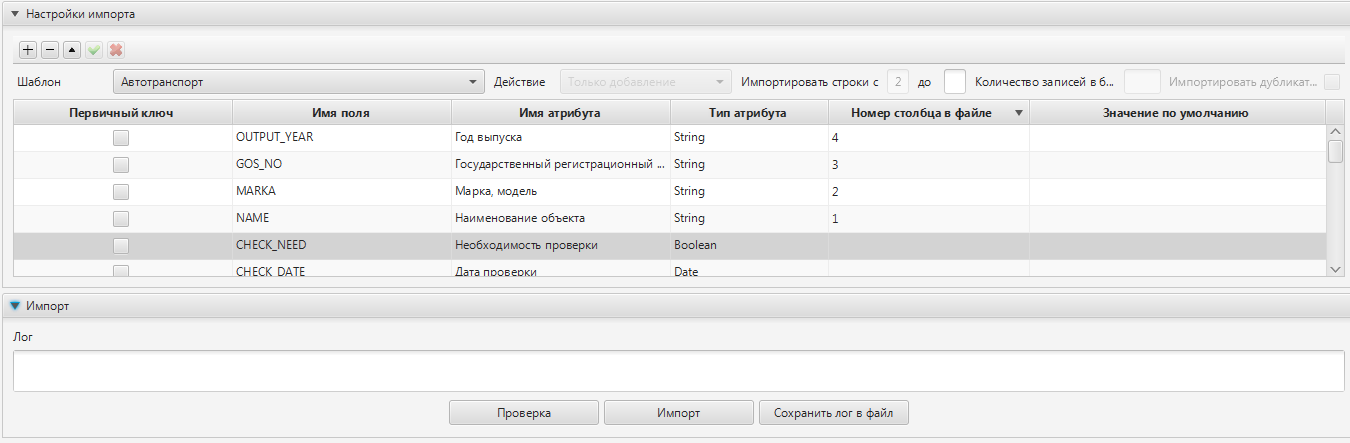 Настройки импорта
Шаблон Автотранспорт Действие Только добавление Импортировать строки с 2 до Количество записей в б... Импортировать дубликат...
Первичный ключ Имя поля Имя атрибута Тип атрибута Номер столбца в файле Значение по умолчанию
OUTPUT_YEAR Год выпуска String 4
GOS_NO Государственный регистрационный ... String 3
MARKA Марка, модель String 2
NAME Наименование объекта String 1
CHECK_NEED Необходимость проверки Boolean
CHECK_DATE Дата проверки Date
Импорт
Лог
Проверка Импорт Сохранить лог в файл